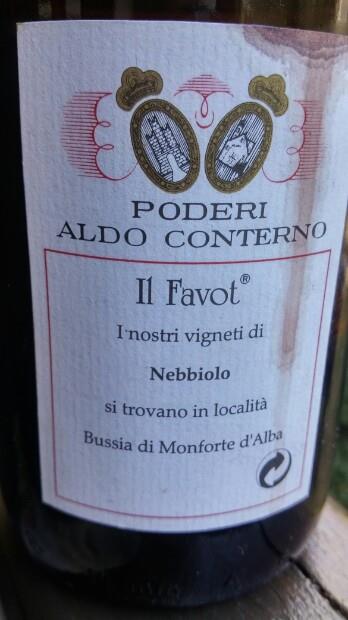 PODERI
ALDO CONTERNO
Il Favot®
I nostri vigneti di
Nebbiolo
si trovano in località
Bussia di Monforte d'Alba